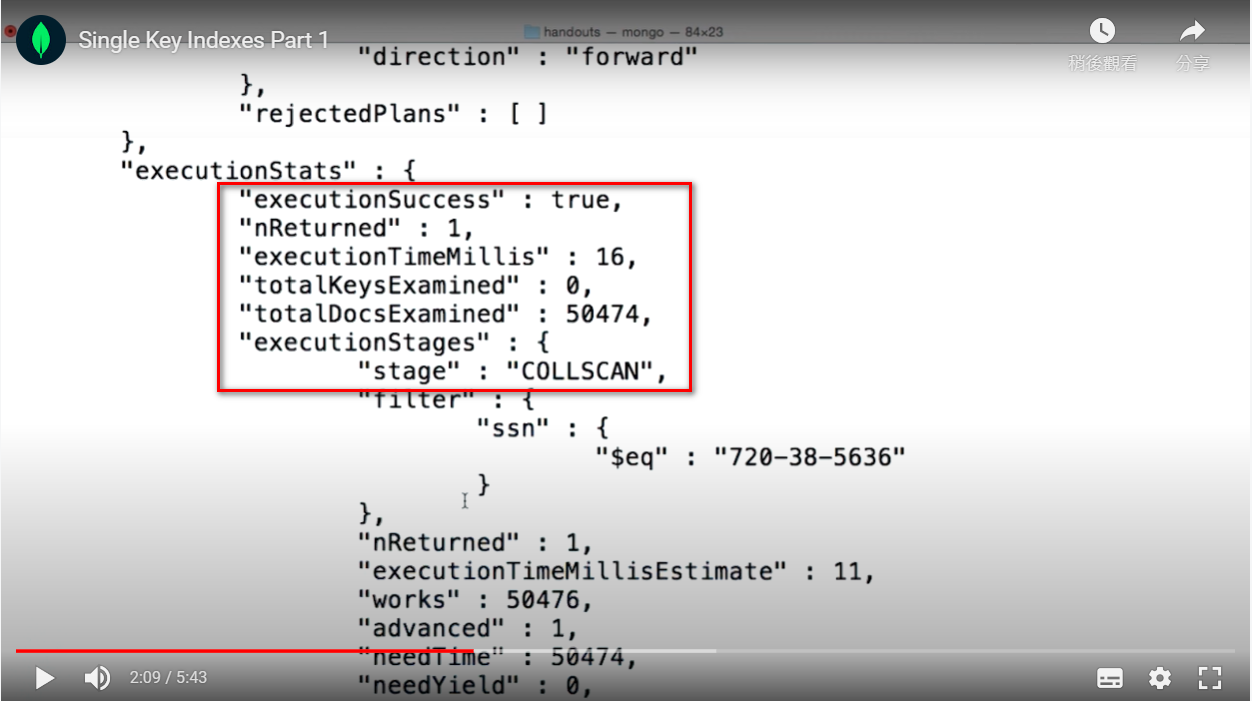 handouts — mongo — 84×23
Single Key Indexes Part 1
稍後觀看
分享
"direction" : "forward"
},
"rejectedPlans" : [ ]
},
"executionStats" : {
"executionSuccess" : true,
"nReturned" : 1,
"executionTimeMillis" : 16,
"totalKeysExamined" : 0,
"totalDocsExamined" : 50474,
"executionStages" : {
"stage" : "COLLSCAN",
"filter" : {
"ssn" : {
"$eq" : "720-38-5636"
}
},
"nReturned" : 1,
"executionTimeMillisEstimate" : 11,
"works" : 50476,
"advanced" : 1,
"needTime" : 50474,
"needYield" : 0,
2:09 / 5:43